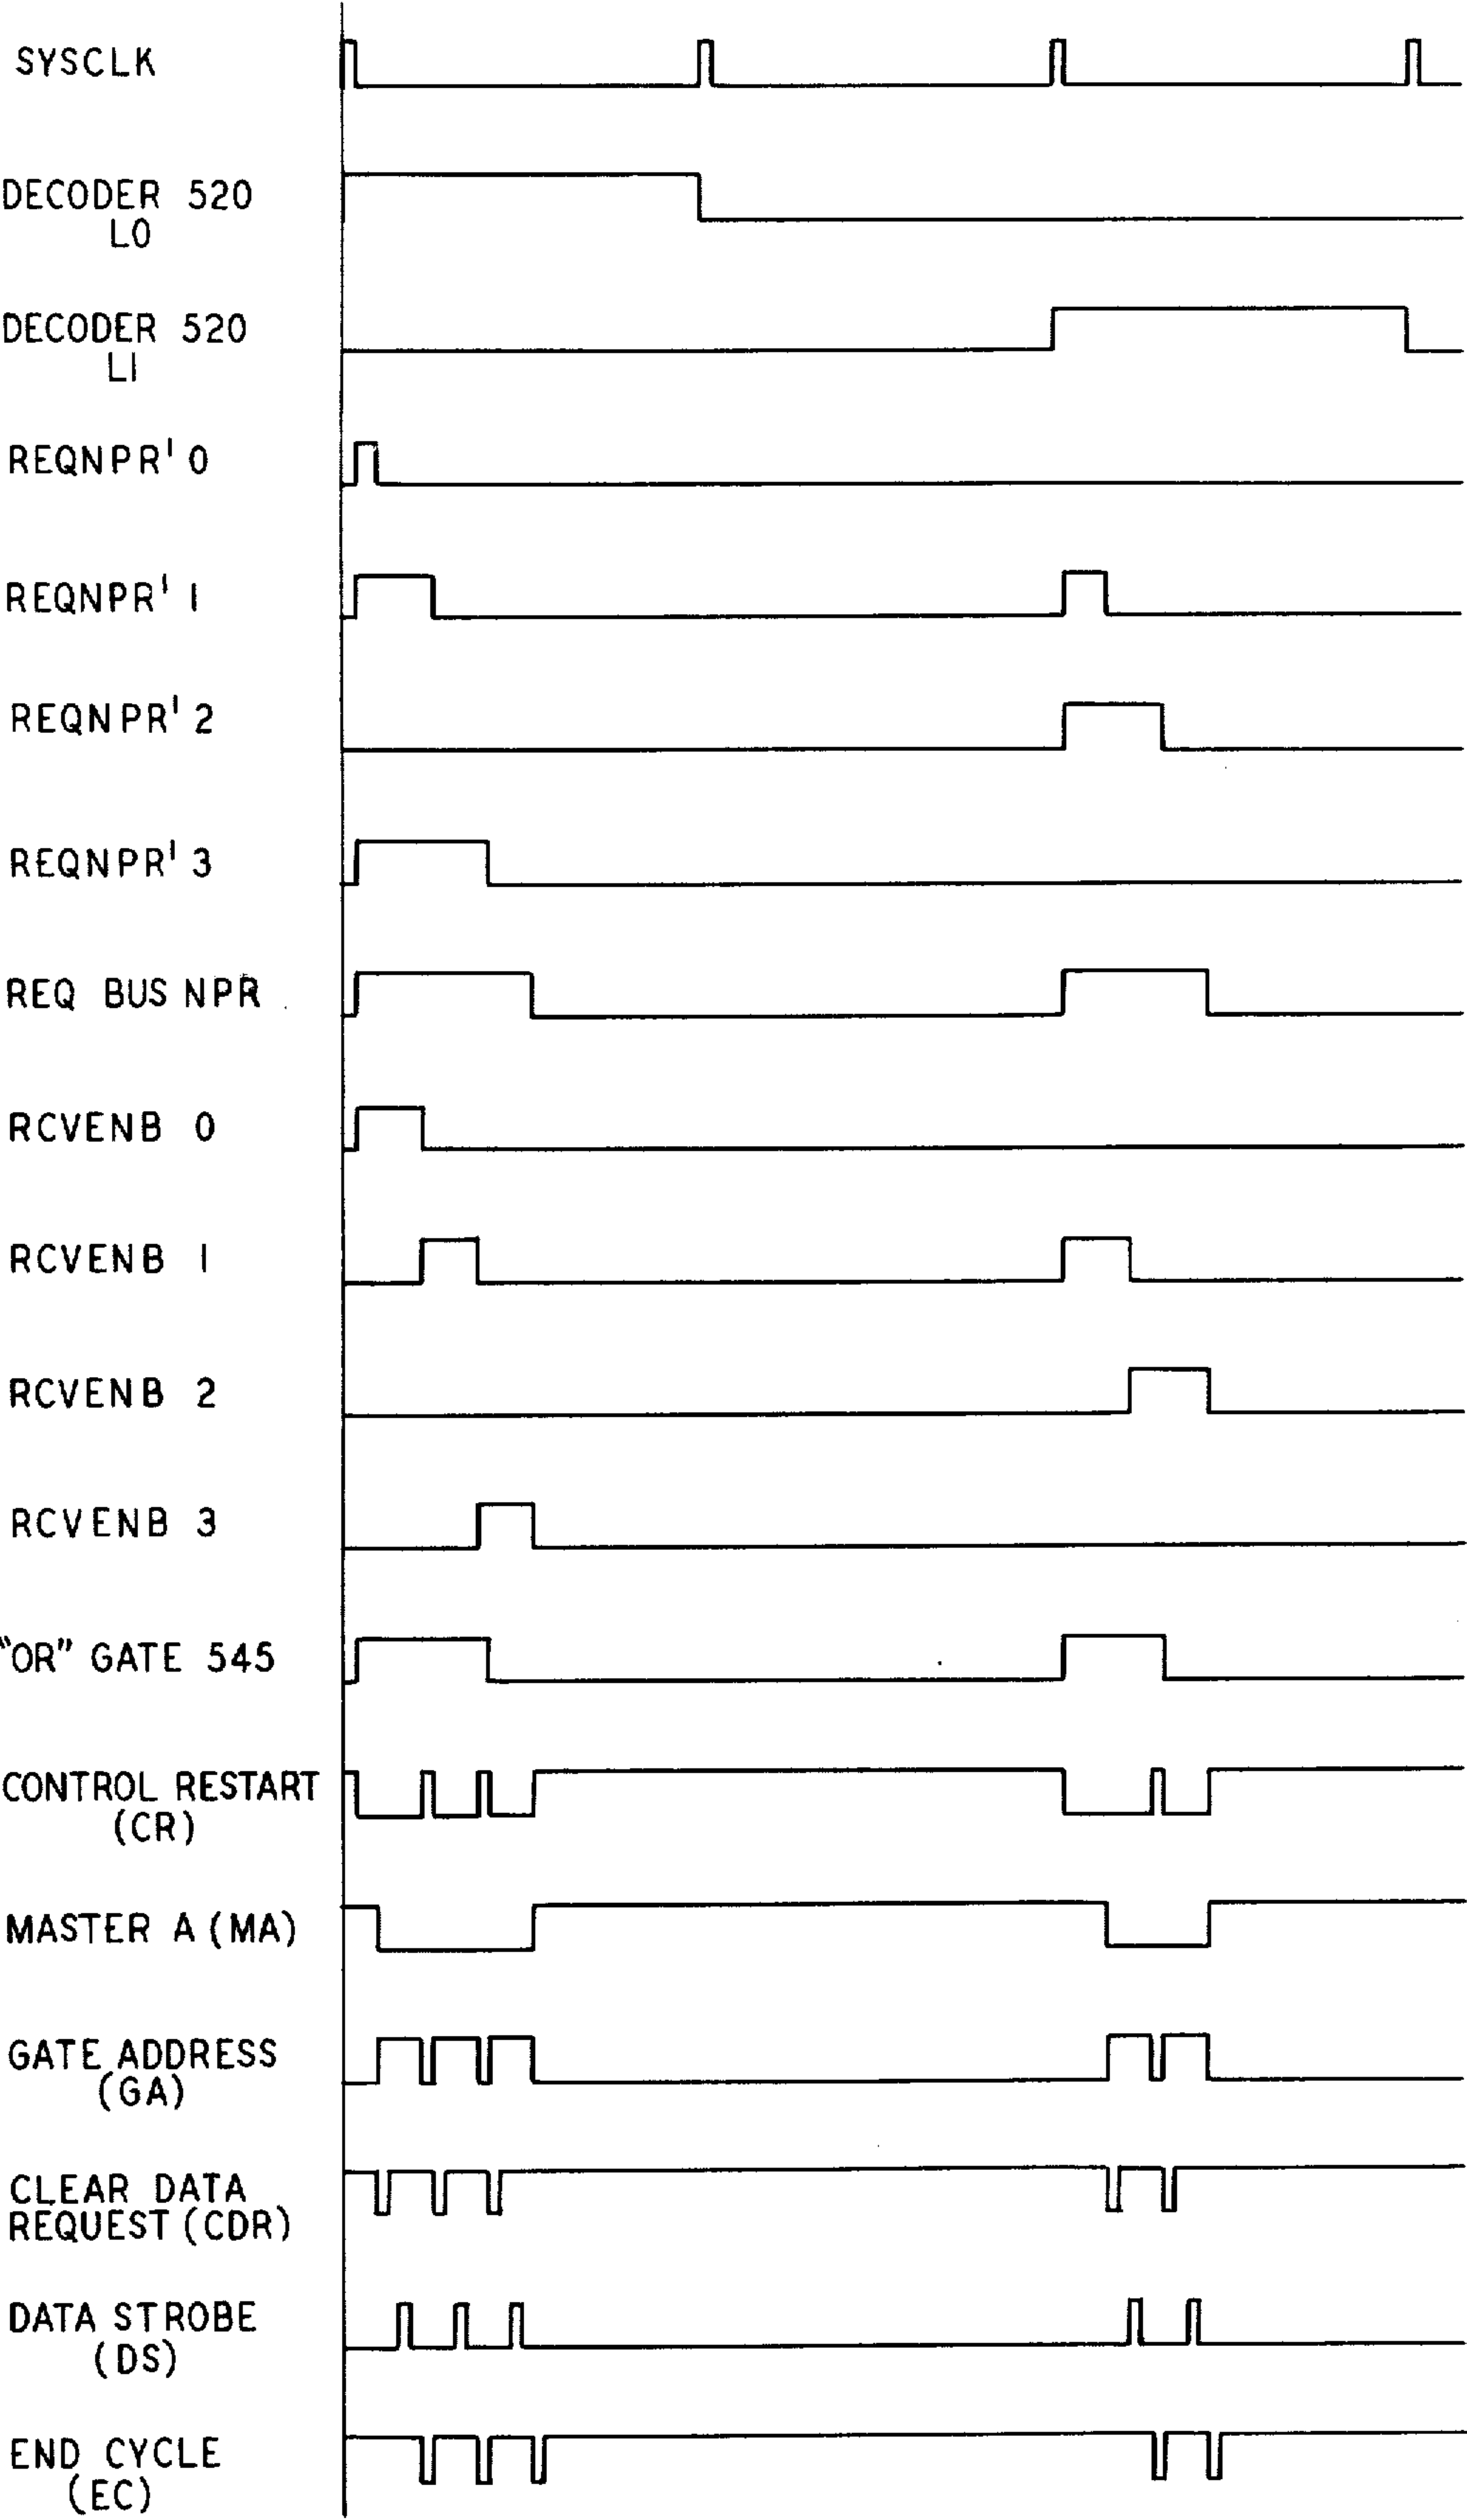 SYSCLK
DECODER 520
L0
DECODER 520
L1
REQNPR' 0
REQNPR' 1
REQNPR' 2
REQNPR' 3
REQ BUS NPR
RCVENB 0
RCVENB 1
RCVENB 2
RCVENB 3
"OR" GATE 545
CONTROL RESTART
(CR)
MASTER A (MA)
GATE ADDRESS
(GA)
CLEAR DATA
REQUEST (CDR)
DATA STROBE
(DS)
END CYCLE
(EC)